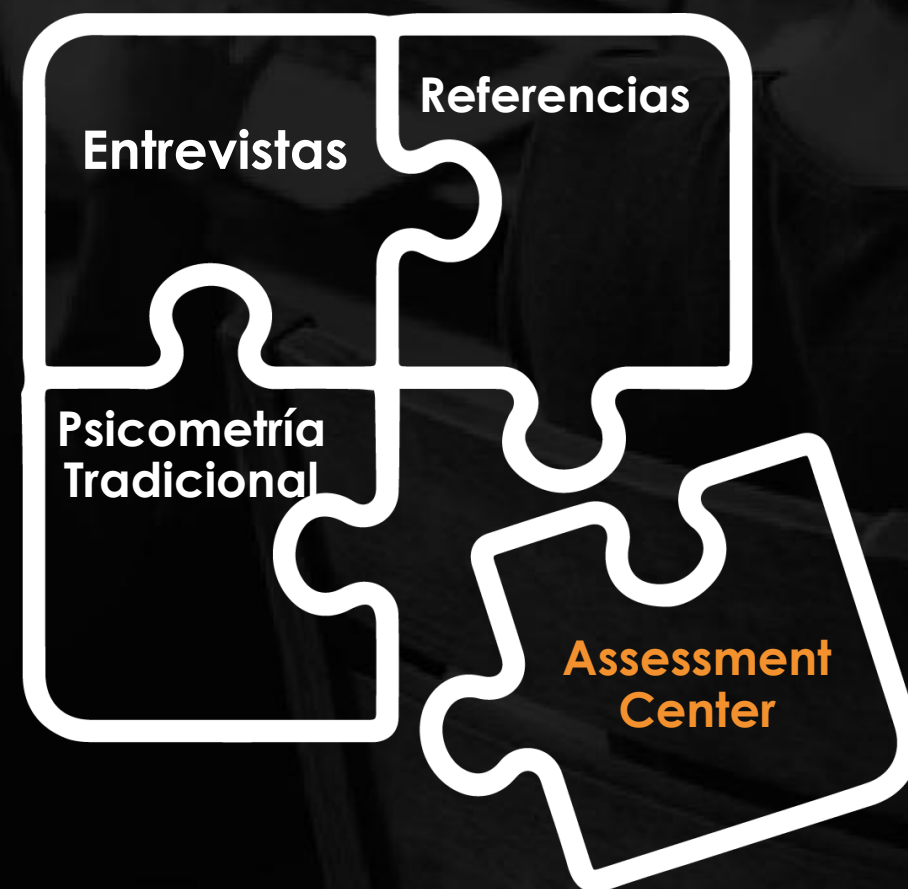 Entrevistas
Referencias
Psicometría
Tradicional
Assessment
Center